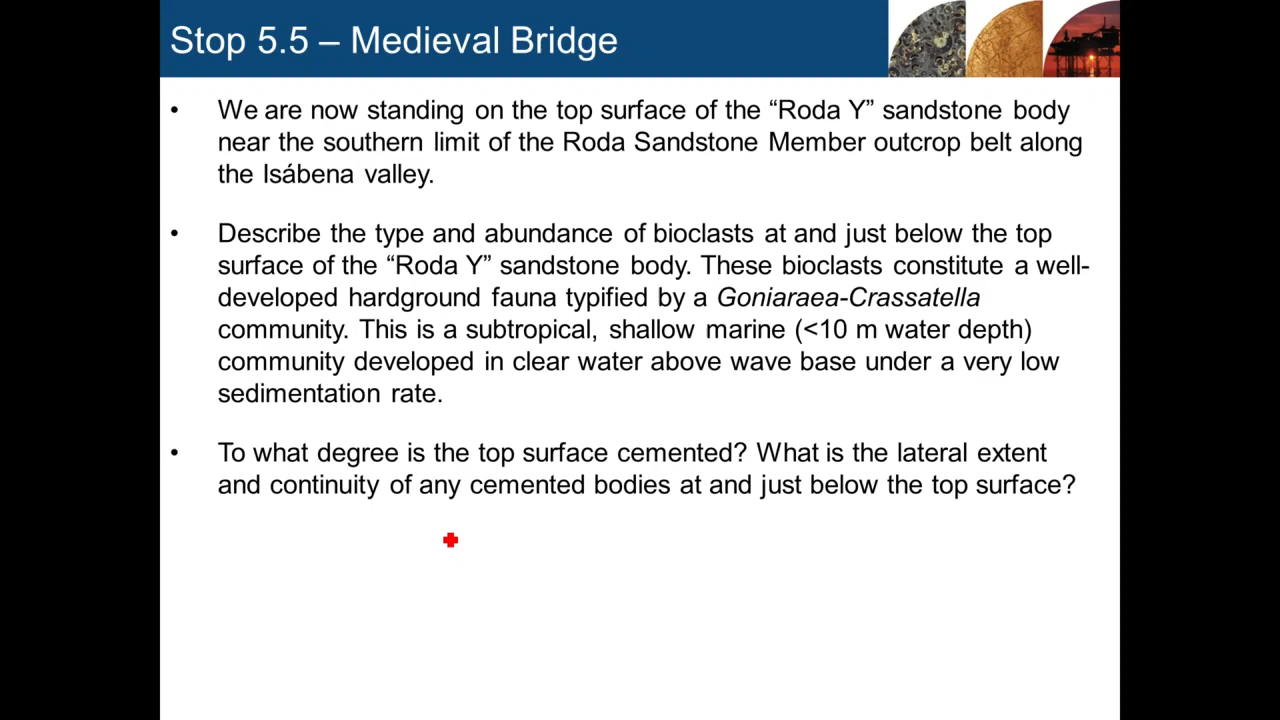 Stop 5.5 – Medieval Bridge
• We are now standing on the top surface of the “Roda Y” sandstone body
near the southern limit of the Roda Sandstone Member outcrop belt along
the Isábena valley.
• Describe the type and abundance of bioclasts at and just below the top
surface of the “Roda Y” sandstone body. These bioclasts constitute a well-
developed hardground fauna typified by a Goniaraea-Crassatella
community. This is a subtropical, shallow marine (<10 m water depth)
community developed in clear water above wave base under a very low
sedimentation rate.
• To what degree is the top surface cemented? What is the lateral extent
and continuity of any cemented bodies at and just below the top surface?